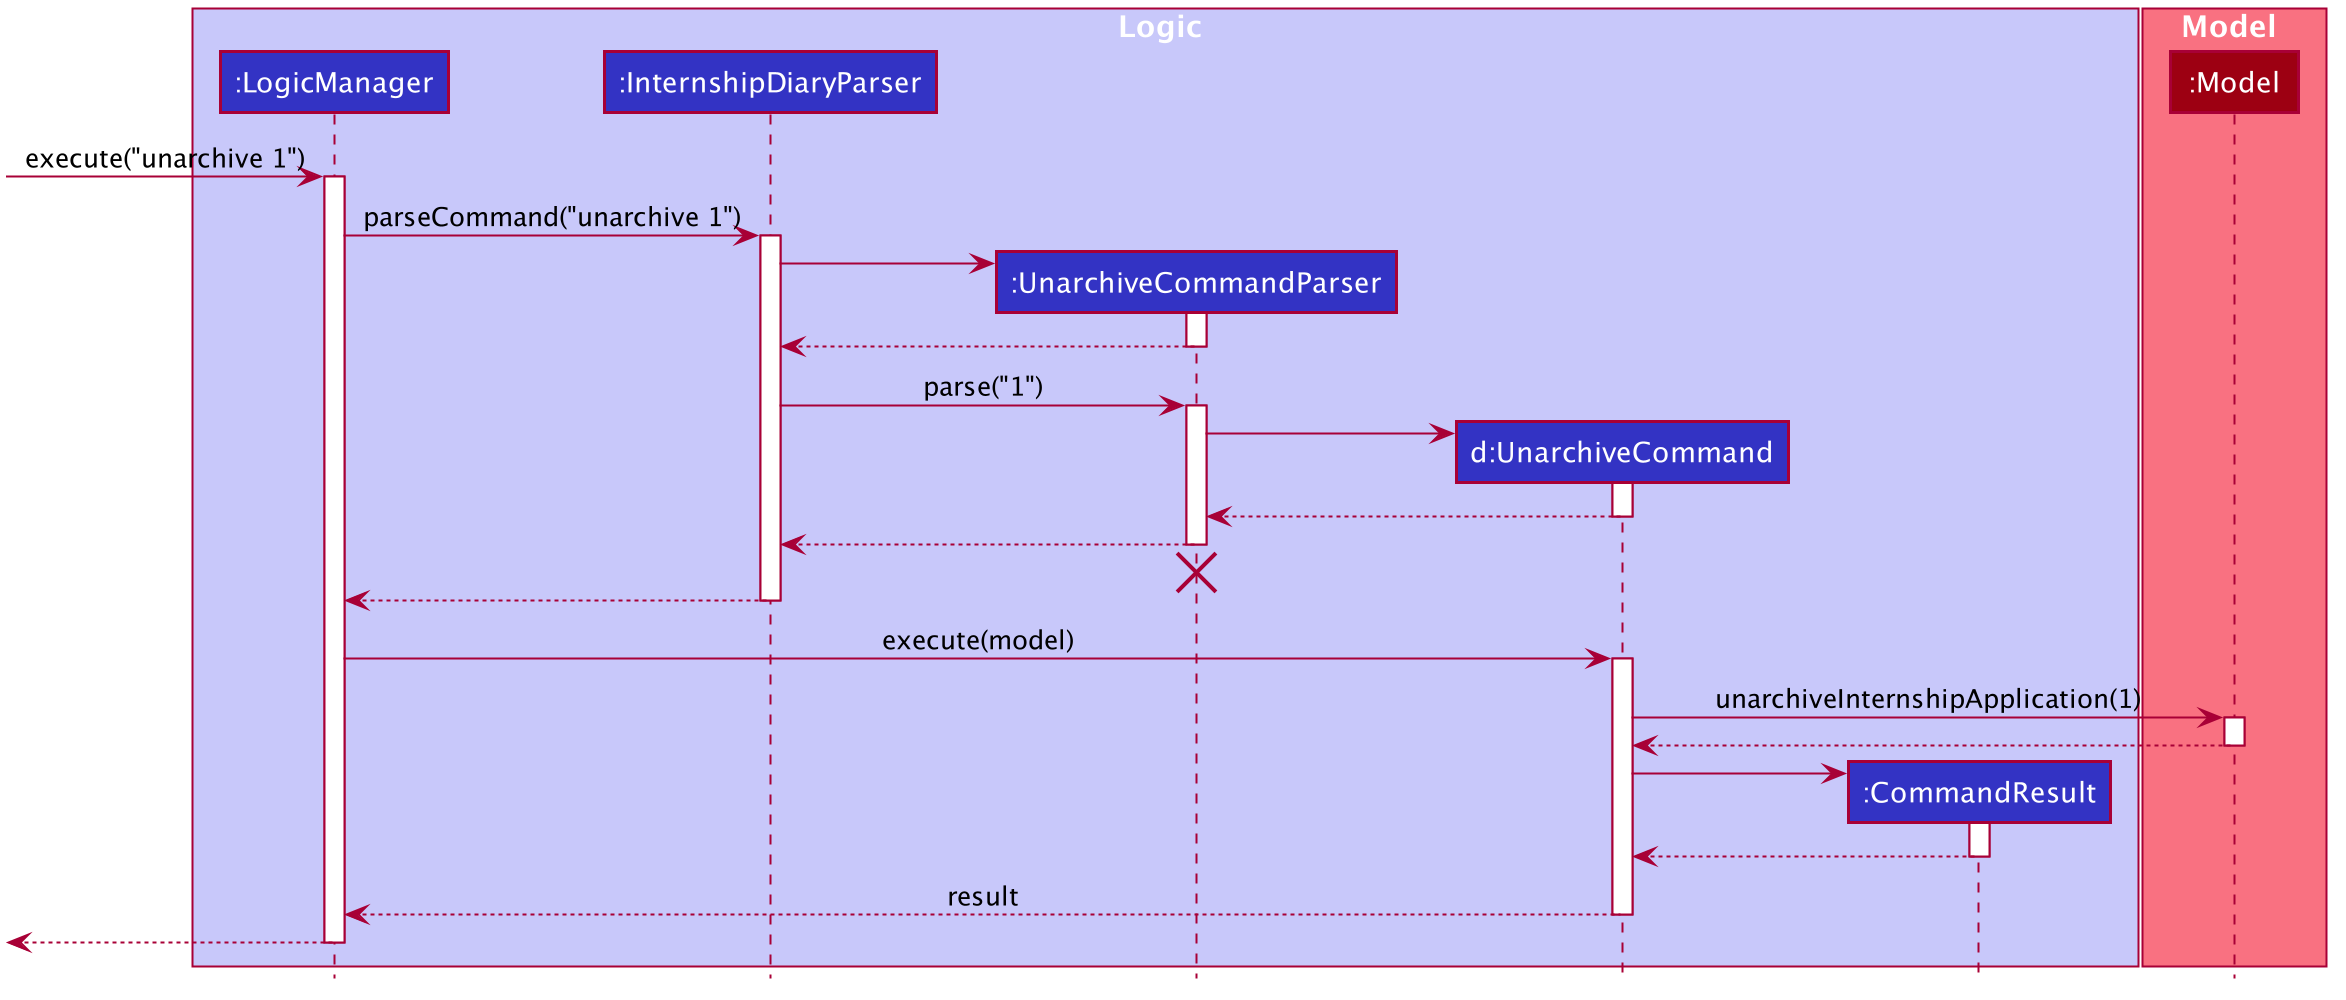 Logic
Model
:LogicManager
:InternshipDiaryParser
:Model
execute("unarchive 1")
parseCommand("unarchive 1")
:UnarchiveCommandParser
parse("1")
d:UnarchiveCommand
execute(model)
unarchiveInternshipApplication(1)
:CommandResult
result